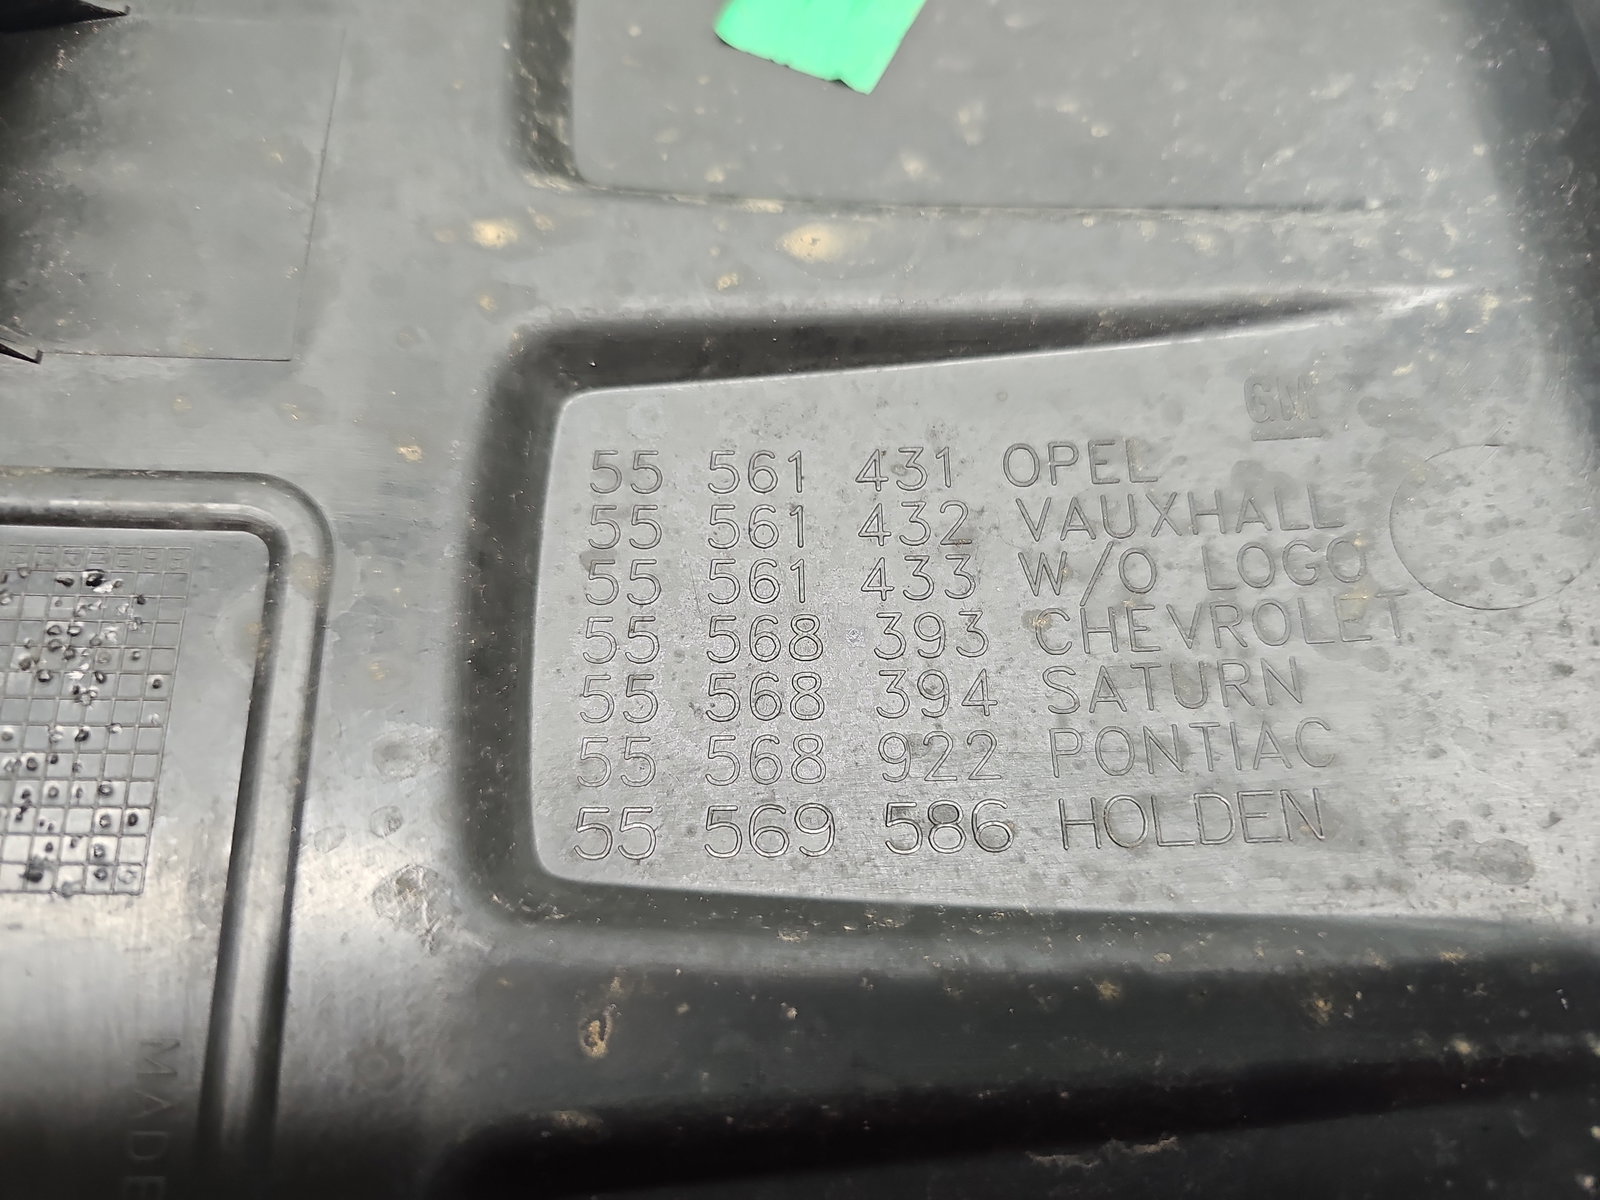 GM
55 561 431 OPEL
55 561 432 VAUXHALL
55 561 433 W/O LOGO
55 568 393 CHEVROLET
55 568 394 SATURN
55 568 922 PONTIAC
55 569 586 HOLDEN
MADE